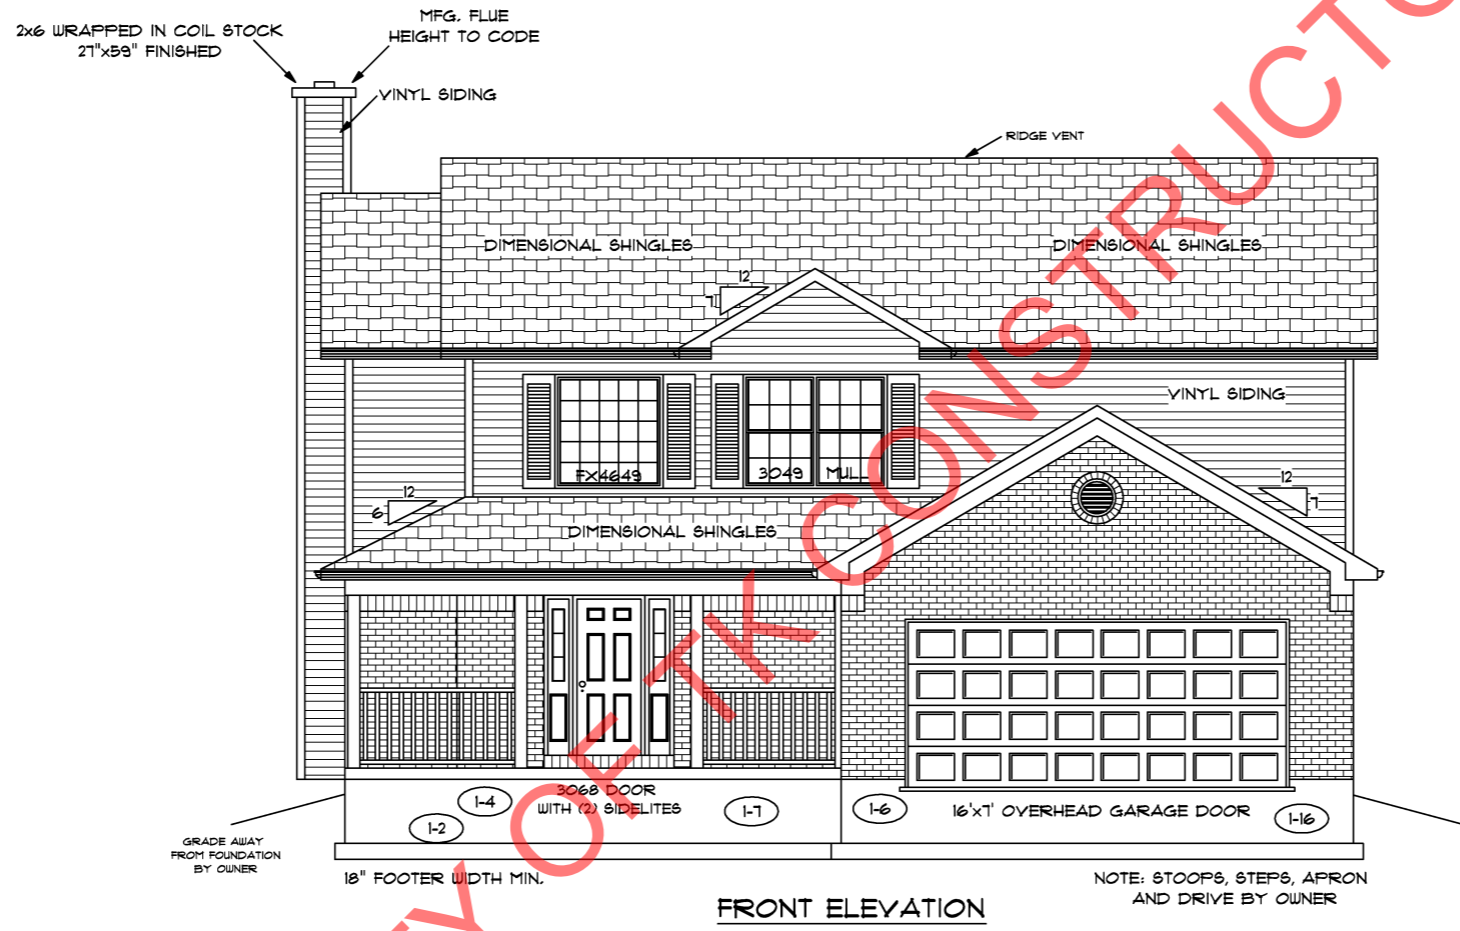 2x6 WRAPPED IN COIL STOCK
27"x59" FINISHED
MFG. FLUE
HEIGHT TO CODE
VINYL SIDING
RIDGE VENT
DIMENSIONAL SHINGLES
DIMENSIONAL SHINGLES
12
7
VINYL SIDING
FX4649
3049 MULL
12
6
12
7
DIMENSIONAL SHINGLES
3068 DOOR
WITH (2) SIDELITES
1-4
1-2
1-7
1-6
16'x7' OVERHEAD GARAGE DOOR
1-16
GRADE AWAY
FROM FOUNDATION
BY OWNER
18" FOOTER WIDTH MIN.
NOTE: STOOPS, STEPS, APRON
AND DRIVE BY OWNER
FRONT ELEVATION
OF TK CONSTRUCTO